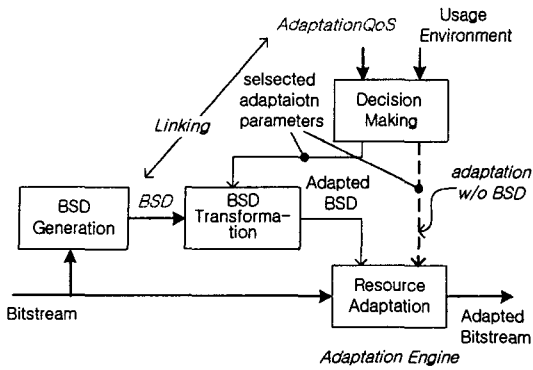 AdaptationQoS
Usage
Environment
selsected
adaptaiotn
parameters
Decision
Making
Linking
adaptation
w/o BSD
BSD
Generation
BSD
BSD
Transforma-
tion
Adapted
BSD
Resource
Adaptation
Bitstream
Adapted
Bitstream
Adaptation Engine